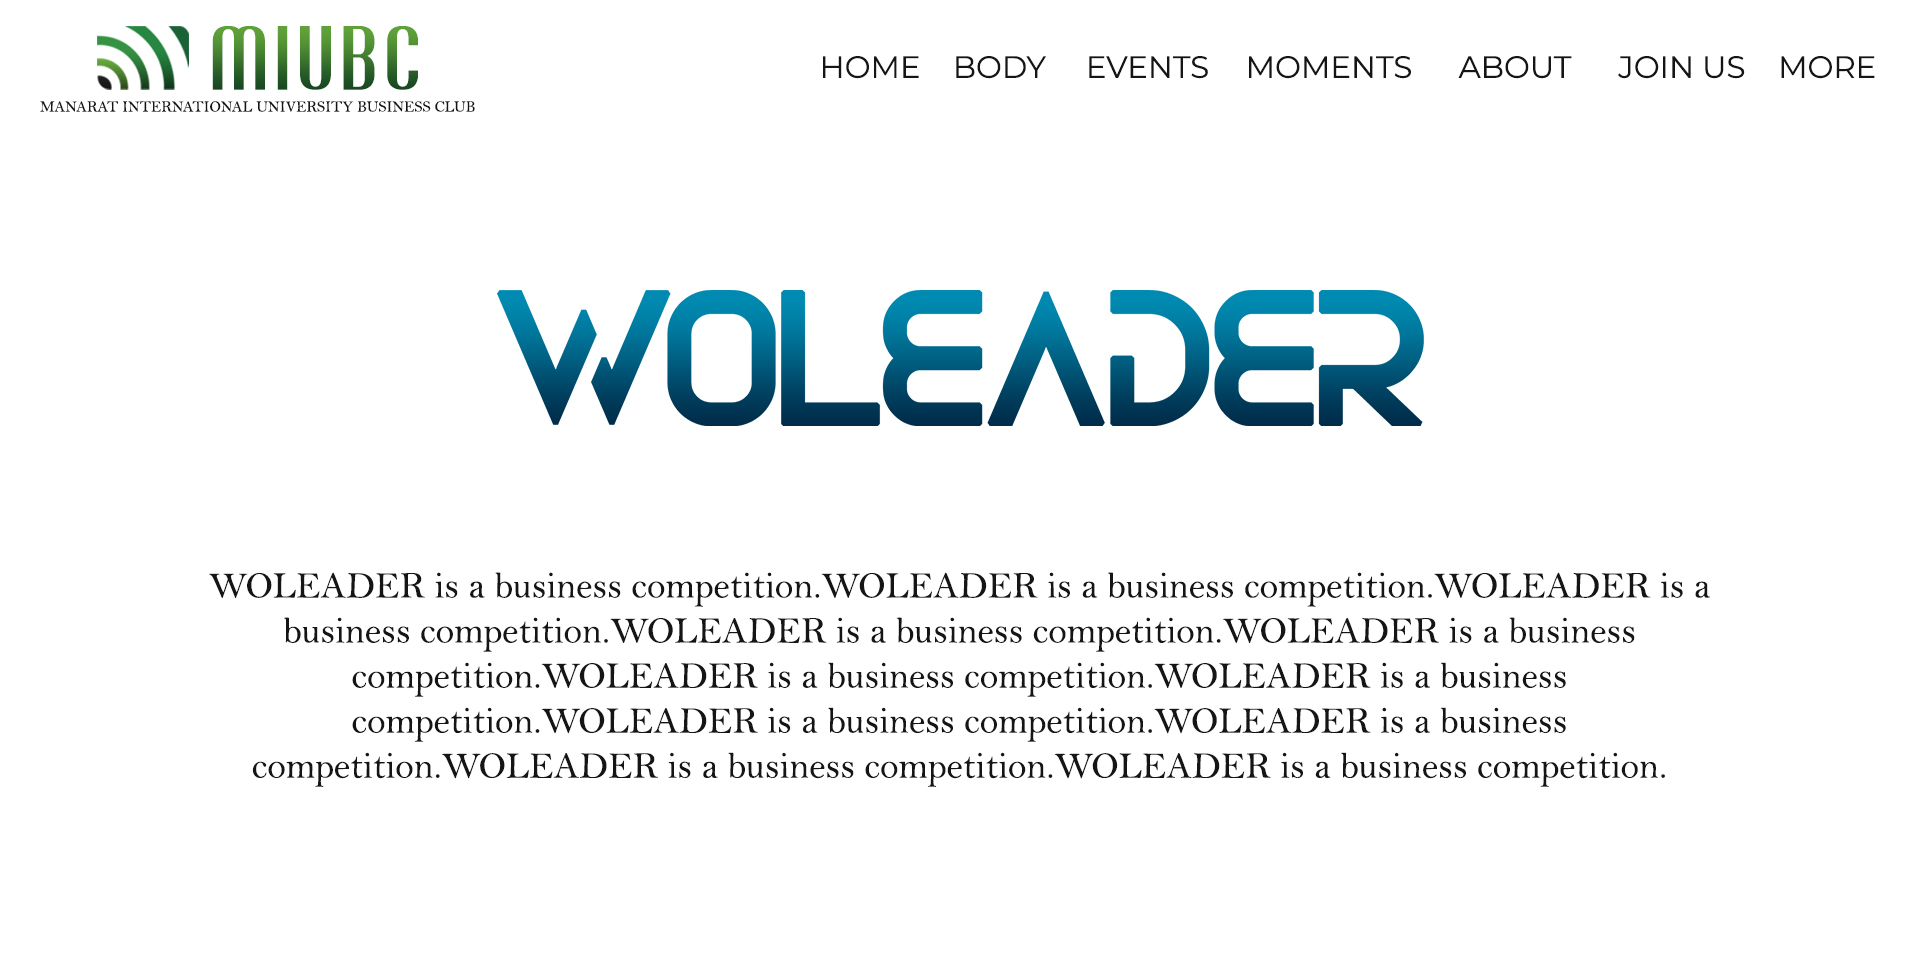 MIUBC
MANARAT INTERNATIONAL UNIVERSITY BUSINESS CLUB
HOME BODY EVENTS MOMENTS ABOUT JOIN US MORE
WOLEADER
WOLEADER is a business competition.WOLEADER is a business competition.WOLEADER is a
business competition.WOLEADER is a business competition.WOLEADER is a business
competition.WOLEADER is a business competition.WOLEADER is a business
competition.WOLEADER is a business competition.WOLEADER is a business
competition.WOLEADER is a business competition.WOLEADER is a business competition.